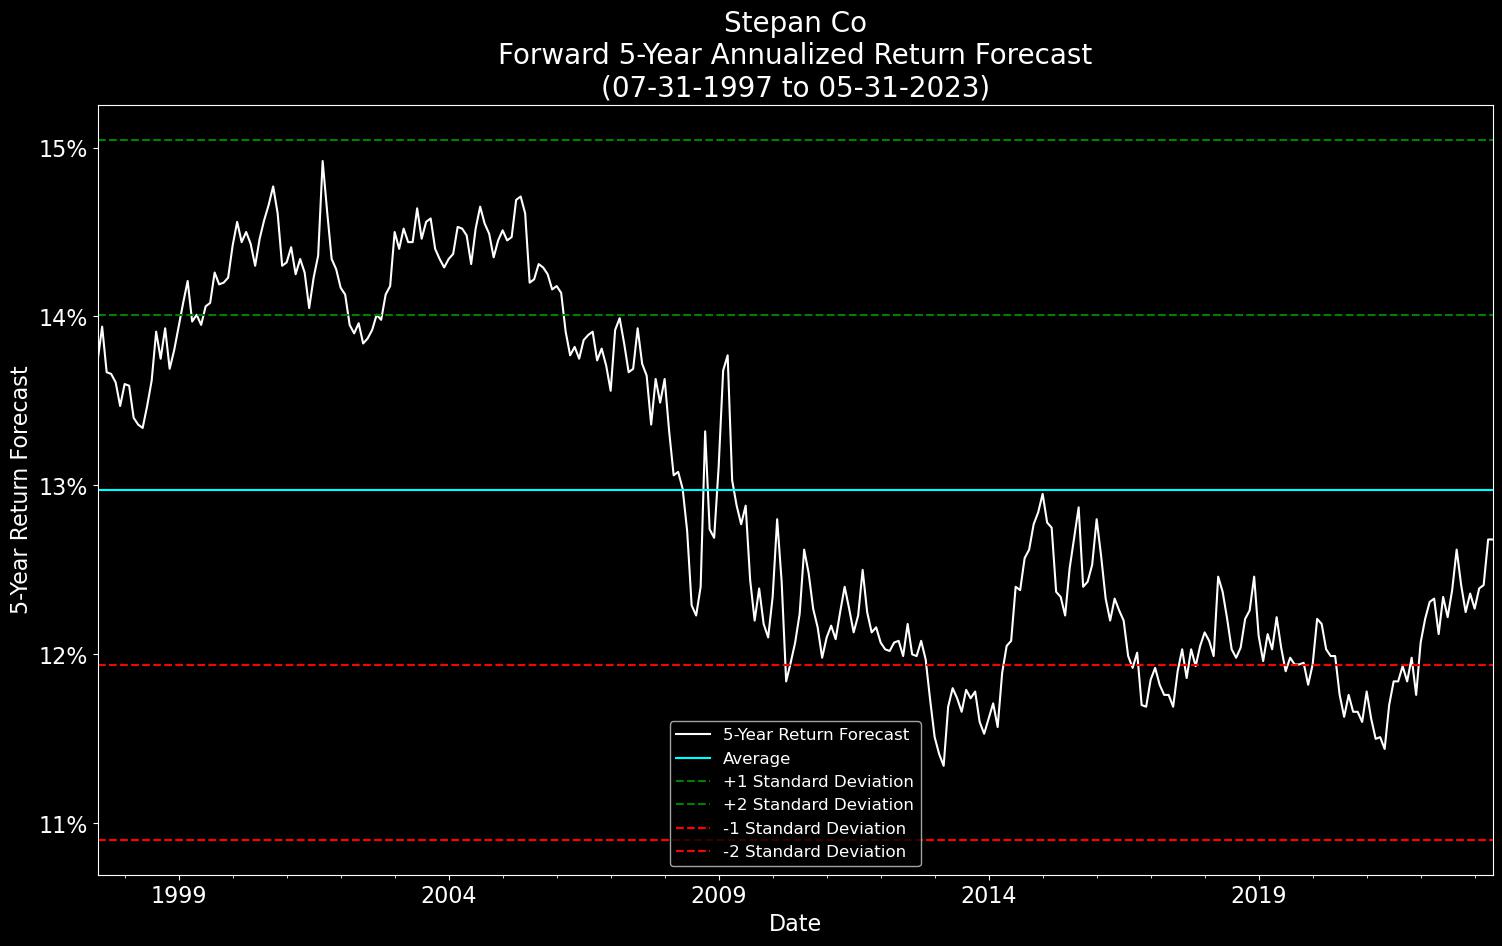 Stepan Co
Forward 5-Year Annualized Return Forecast
(07-31-1997 to 05-31-2023)
5-Year Return Forecast
15%
14%
13%
12%
11%
5-Year Return Forecast
Average
+1 Standard Deviation
+2 Standard Deviation
-1 Standard Deviation
-2 Standard Deviation
1999 2004 2009 2014 2019
Date